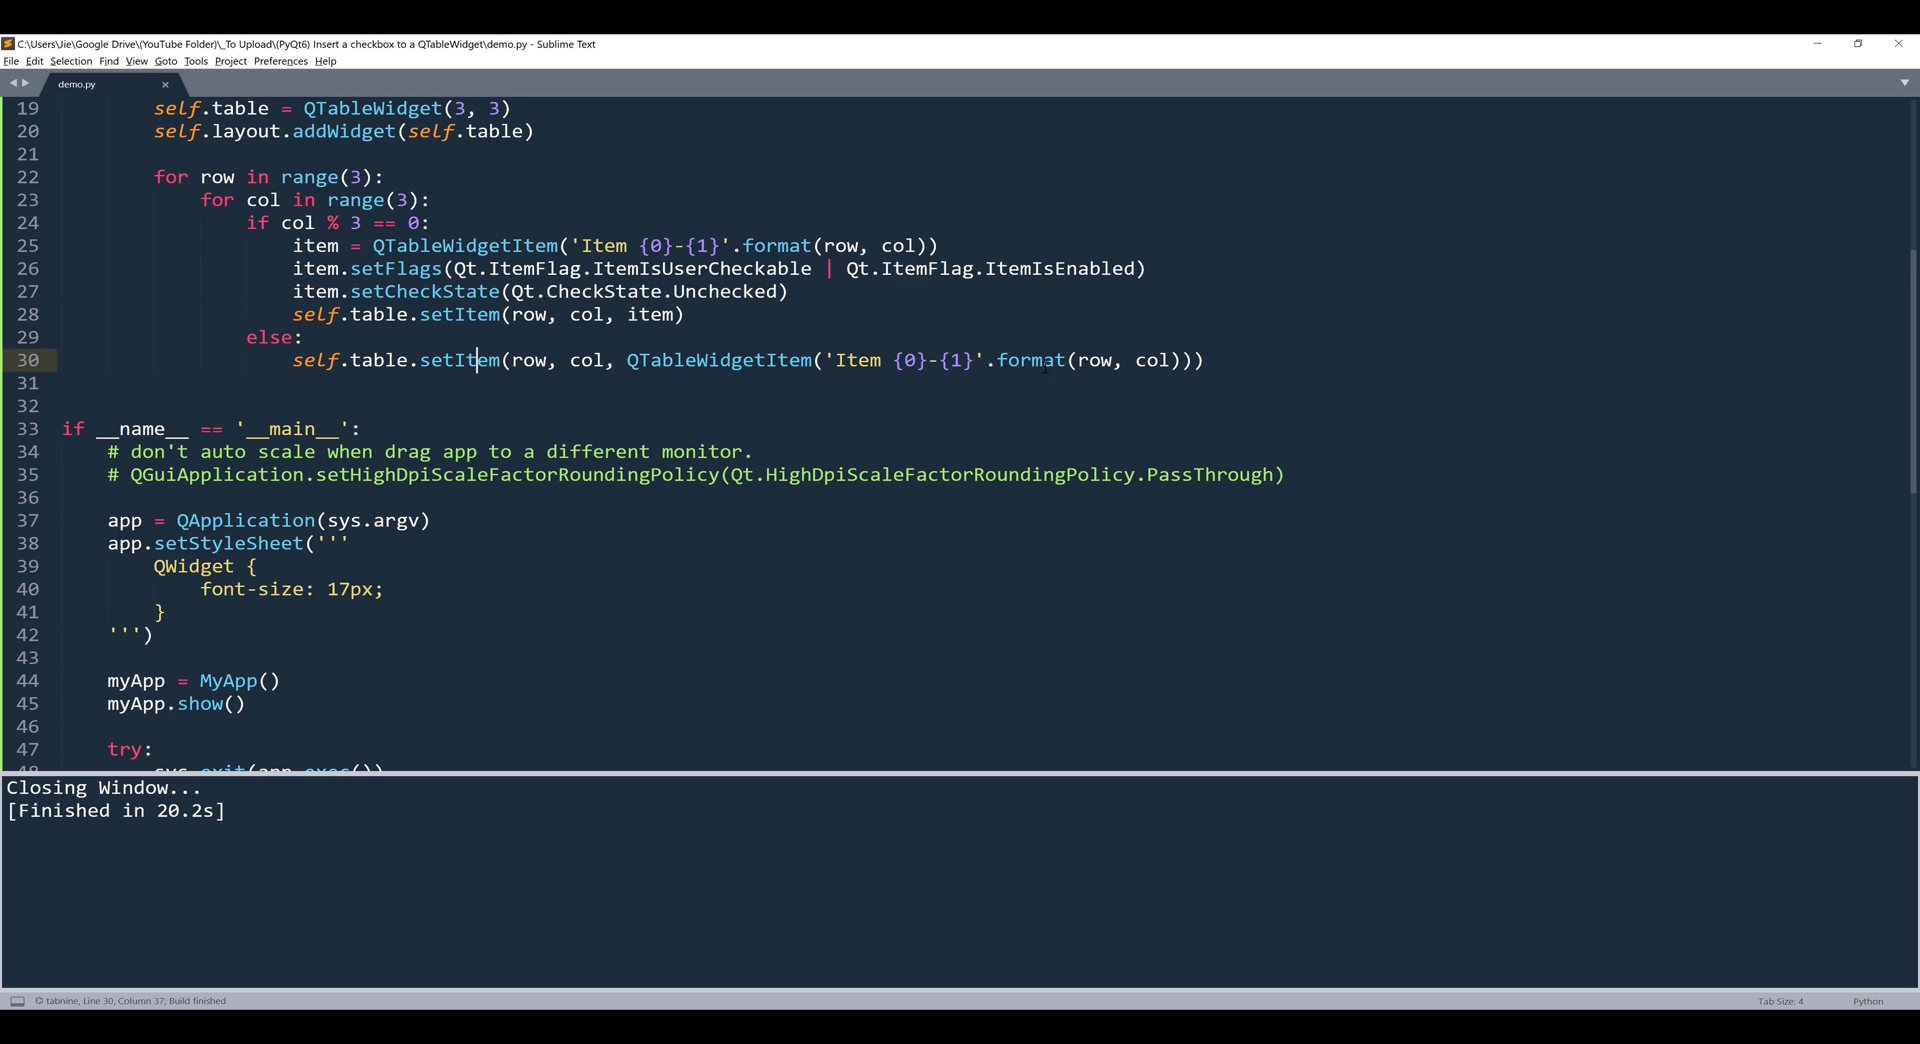 C:\Users\Jie\Google Drive\(YouTube Folder)\_To Upload\(PyQt6) Insert a checkbox to a QTableWidget\demo.py - Sublime Text
File Edit Selection Find View Goto Tools Project Preferences Help
demo.py
19 self.table = QTableWidget(3, 3)
20 self.layout.addWidget(self.table)
21
22 for row in range(3):
23 for col in range(3):
24 if col % 3 == 0:
25 item = QTableWidgetItem('Item {0}-{1}'.format(row, col))
26 item.setFlags(Qt.ItemFlag.ItemIsUserCheckable | Qt.ItemFlag.ItemIsEnabled)
27 item.setCheckState(Qt.CheckState.Unchecked)
28 self.table.setItem(row, col, item)
29 else:
30 self.table.setItem(row, col, QTableWidgetItem('Item {0}-{1}'.format(row, col)))
31
32
33 if __name__ == '__main__':
34 # don't auto scale when drag app to a different monitor.
35 # QGuiApplication.setHighDpiScaleFactorRoundingPolicy(Qt.HighDpiScaleFactorRoundingPolicy.PassThrough)
36
37 app = QApplication(sys.argv)
38 app.setStyleSheet('''
39 QWidget {
40 font-size: 17px;
41 }
42 ''')
43
44 myApp = MyApp()
45 myApp.show()
46
47 try:
48 sys.exit(app.exec())
Closing Window...
[Finished in 20.2s]
tabnine, Line 30, Column 37; Build finished
Tab Size: 4
Python